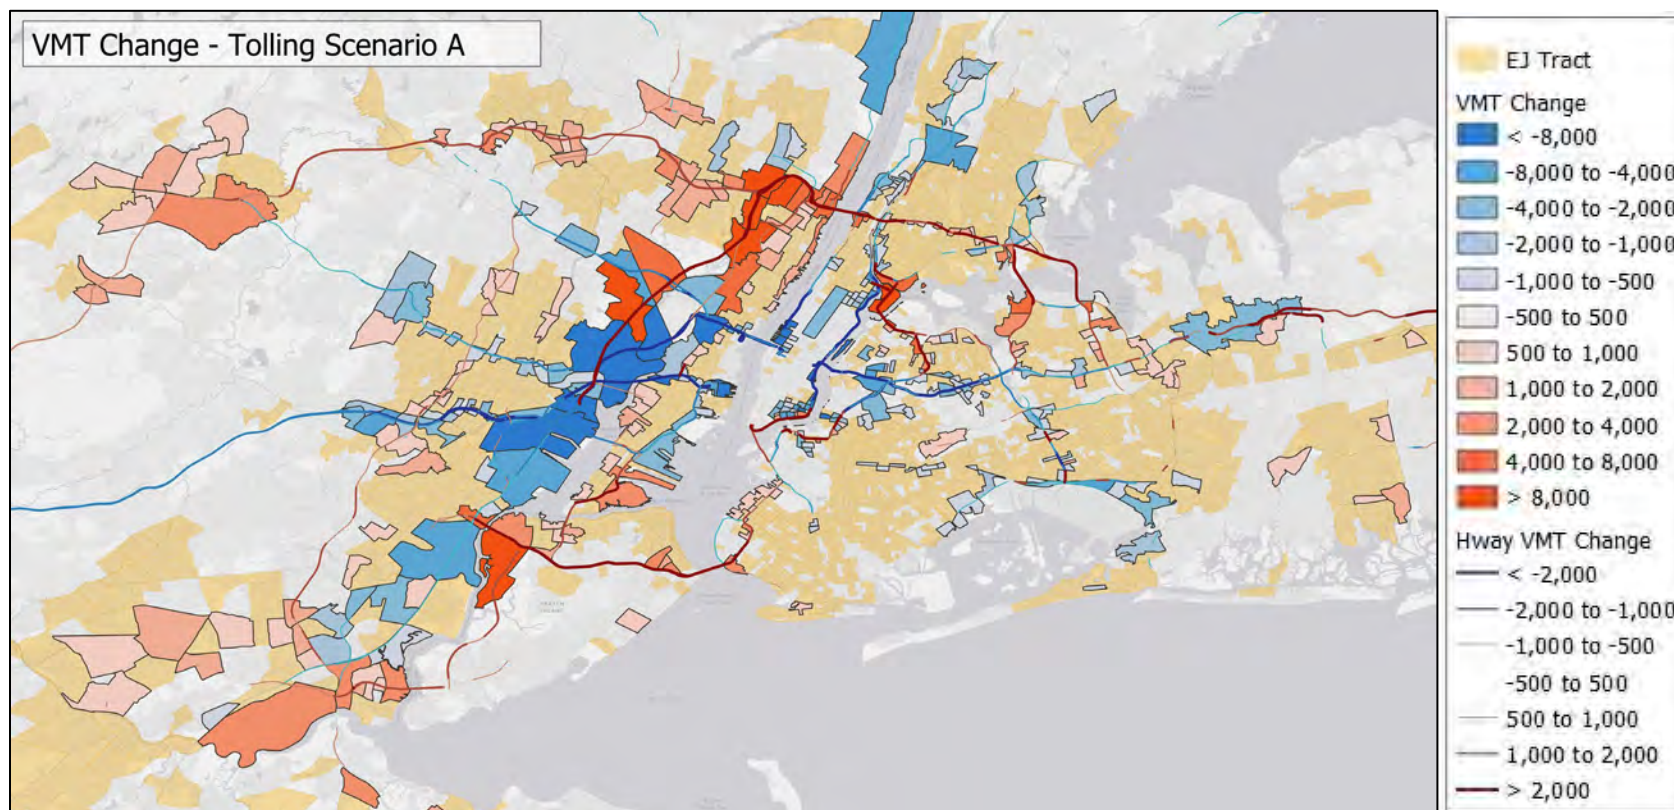 VMT Change - Tolling Scenario A
EJ Tract
VMT Change
< -8,000
-8,000 to -4,000
-4,000 to -2,000
-2,000 to -1,000
-1,000 to -500
-500 to 500
500 to 1,000
1,000 to 2,000
2,000 to 4,000
4,000 to 8,000
> 8,000
Hway VMT Change
< -2,000
-2,000 to -1,000
-1,000 to -500
-500 to 500
500 to 1,000
1,000 to 2,000
> 2,000